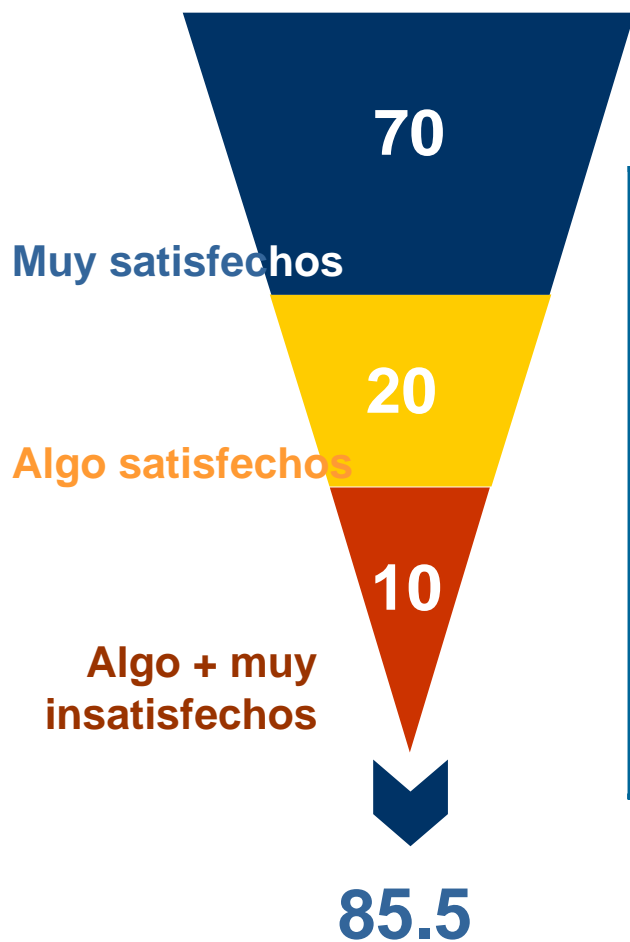 70
Muy satisfechos
20
Algo satisfechos
10
Algo + muy
insatisfechos
85.5